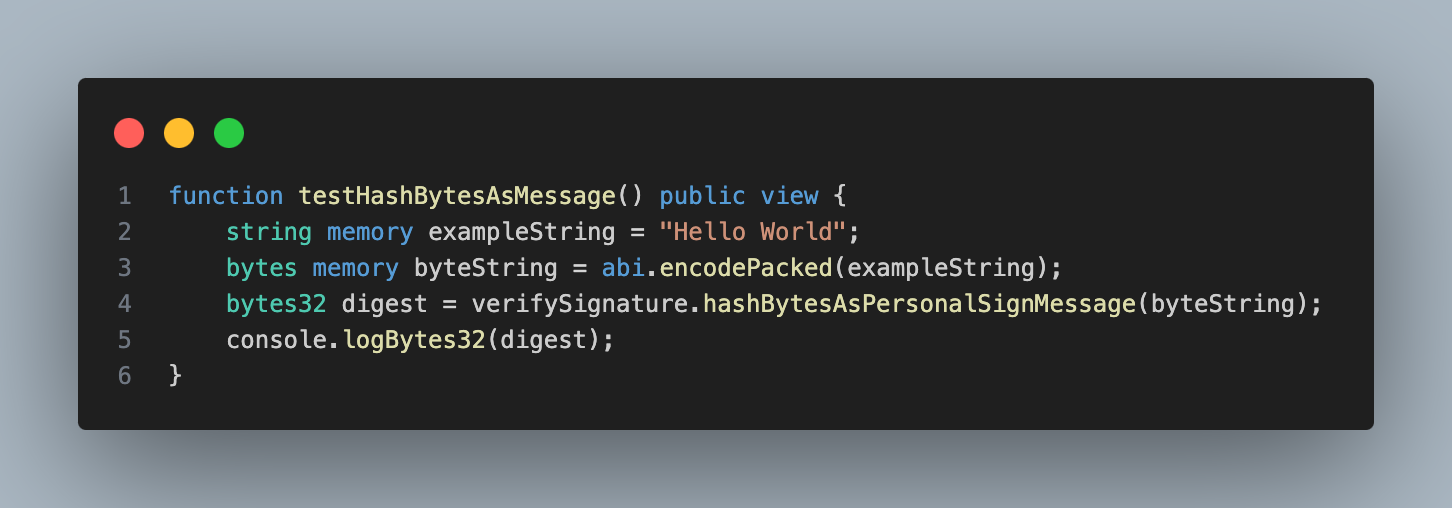 1 function testHashBytesAsMessage() public view {
2     string memory exampleString = "Hello World";
3     bytes memory byteString = abi.encodePacked(exampleString);
4     bytes32 digest = verifySignature.hashBytesAsPersonalSignMessage(byteString);
5     console.logBytes32(digest);
6 }